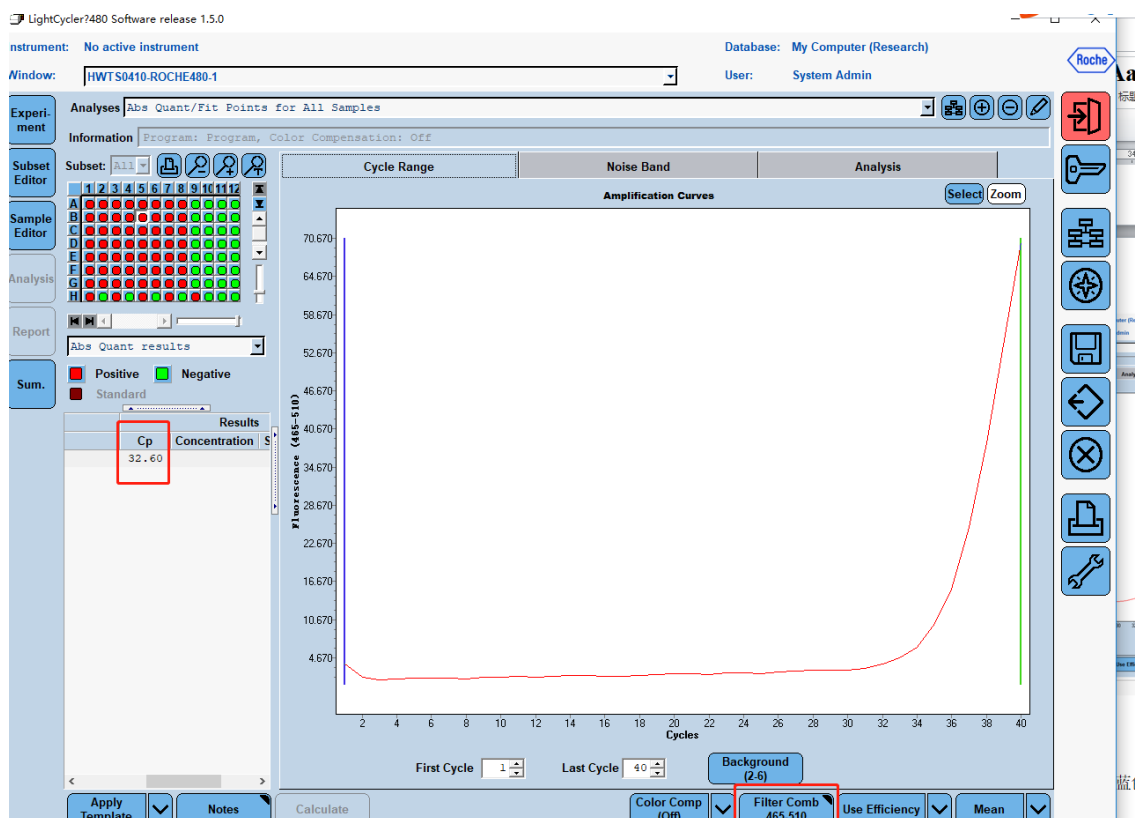 LightCycler?480 Software release 1.5.0
nstrument: No active instrument
Database: My Computer (Research)
Window: HWTS0410-ROCHE480-1
User: System Admin
Roche
Experi-
ment
Subset
Editor
Sample
Editor
Analysis
Report
Sum.
Analyses Abs Quant/Fit Points for All Samples
Information Program: Program, Color Compensation: Off
Subset: All
1 2 3 4 5 6 7 8 9 10 11 12
A
B
C
D
E
F
G
H
Abs Quant results
Positive Negative
Standard
Results
Cp Concentration S
32.60
Cycle Range Noise Band Analysis
Amplification Curves
Select Zoom
Fluorescence (465-510)
70.670
64.670
58.670
52.670
46.670
40.670
34.670
28.670
22.670
16.670
10.670
4.670
2 4 6 8 10 12 14 16 18 20 22 24 26 28 30 32 34 36 38 40
Cycles
First Cycle 1 Last Cycle 40 Background
(2-6)
Apply
Template
Notes
Calculate
Color Comp
(Off)
Filter Comb
465-510
Use Efficiency
Mean
标题
34